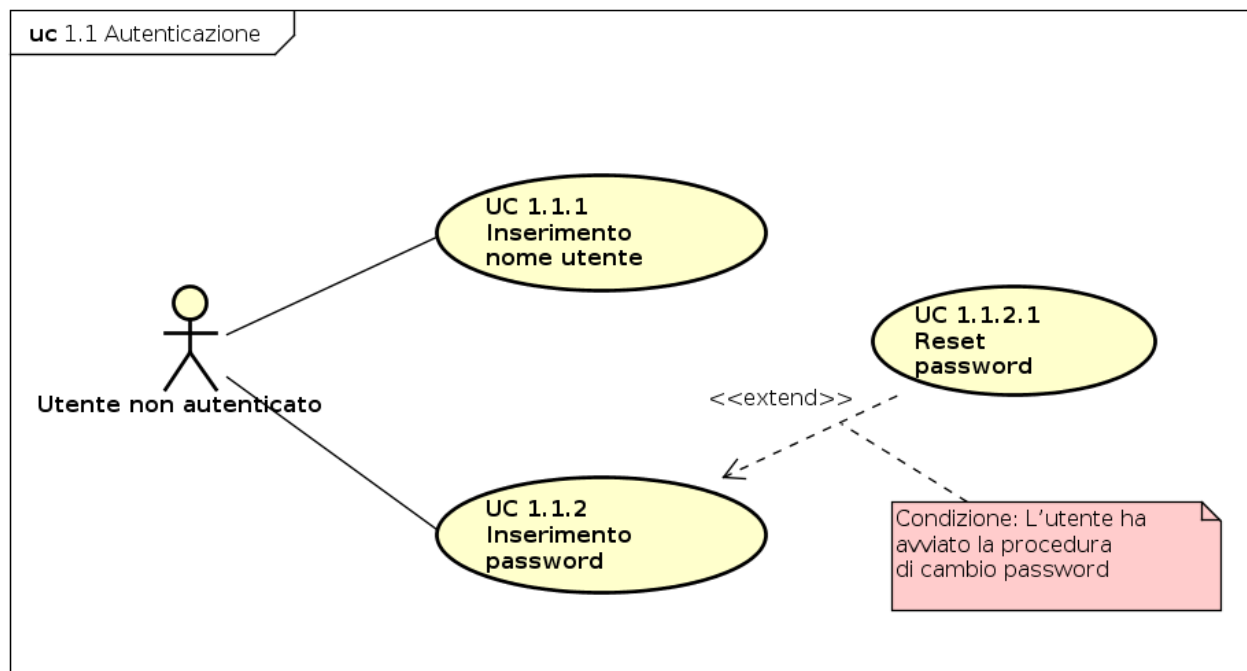 uc 1.1 Autenticazione
UC 1.1.1
Inserimento
nome utente
Utente non autenticato
UC 1.1.2.1
Reset
password
<<extend>>
UC 1.1.2
Inserimento
password
Condizione: L'utente ha
avviato la procedura
di cambio password